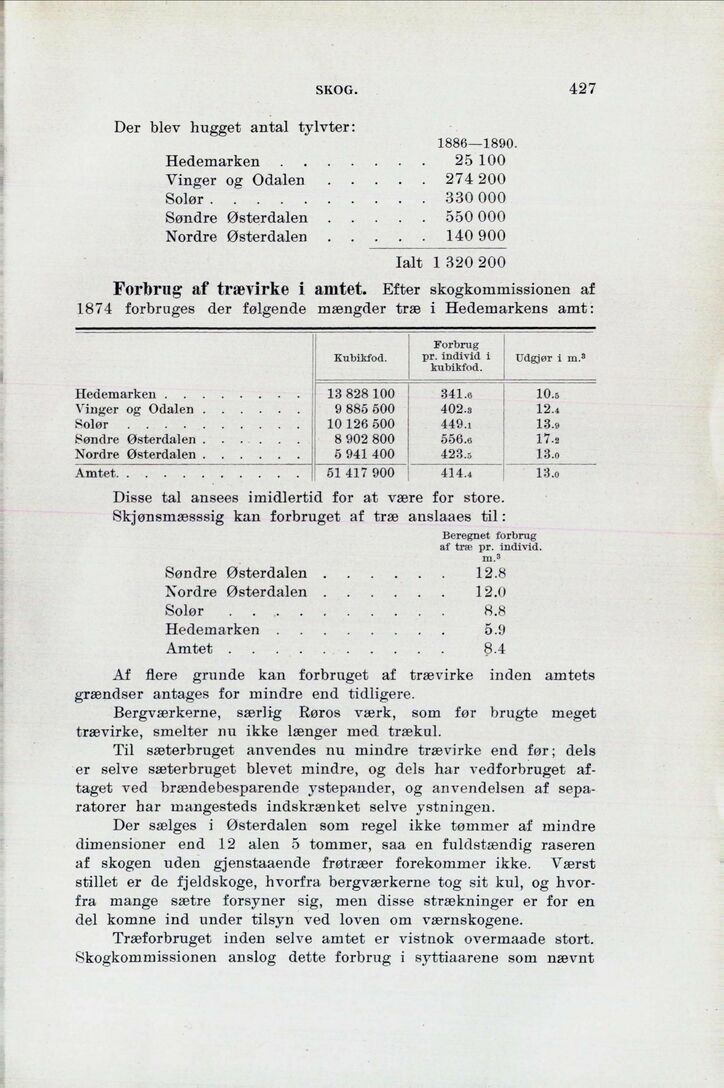 SKOG. 427
Der blev hugget antal tylvter:
1886—1890.
Hedemarken . . . . . . . 25 100
Vinger og Odalen . . . . . 274 200
Solør . . . . . . . . . . 330 000
Søndre Østerdalen . . . . . 550 000
Nordre Østerdalen . . . . . 140 900
Ialt 1 320 200
Forbrug af trævirke i amtet. Efter skogkommissionen af
1874 forbruges der følgende mængder træ i Hedemarkens amt:
Kubikfod. Forbrug pr. individ i kubikfod. Udgjør i m.³
Hedemarken . . . . . . . . 13 828 100 341.6 10.5
Vinger og Odalen . . . . . . 9 885 500 402.3 12.4
Solør . . . . . . . . . . 10 126 500 449.1 13.9
Søndre Østerdalen . . . . . . 8 902 800 556.6 17.2
Nordre Østerdalen . . . . . . 5 941 400 423.5 13.0
Amtet. . . . . . . . . . . 51 417 900 414.4 13.0
Disse tal ansees imidlertid for at være for store.
Skjønsmæsssig kan forbruget af træ anslaaes til:
Beregnet forbrug
af træ pr. individ.
m.³
Søndre Østerdalen . . . . . . 12.8
Nordre Østerdalen . . . . . . 12.0
Solør . . . . . . . . . . 8.8
Hedemarken . . . . . . . . 5.9
Amtet . . . . . . . . . . 8.4
Af flere grunde kan forbruget af trævirke inden amtets
grændser antages for mindre end tidligere.
Bergværkerne, særlig Røros værk, som før brugte meget
trævirke, smelter nu ikke længer med trækul.
Til sæterbruget anvendes nu mindre trævirke end før; dels
er selve sæterbruget blevet mindre, og dels har vedforbruget af-
taget ved brændebesparende ystepander, og anvendelsen af sepa-
ratorer har mangesteds indskrænket selve ystningen.
Der sælges i Østerdalen som regel ikke tømmer af mindre
dimensioner end 12 alen 5 tommer, saa en fuldstændig raseren
af skogen uden gjenstaaende frøtræer forekommer ikke. Værst
stillet er de fjeldskoge, hvorfra bergværkerne tog sit kul, og hvor-
fra mange sætre forsyner sig, men disse strækninger er for en
del komne ind under tilsyn ved loven om værnskogene.
Træforbruget inden selve amtet er vistnok overmaade stort.
Skogkommissionen anslog dette forbrug i syttiaarene som nævnt